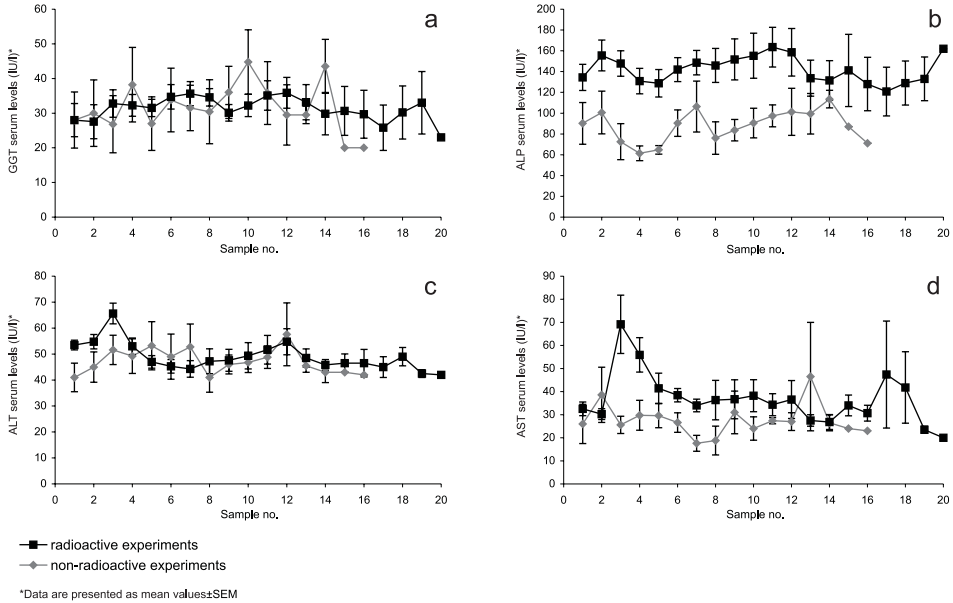 a
60
50
40
30
20
10
0
GGT serum levels (IU/l)*
0 2 4 6 8 10 12 14 16 18 20
Sample no.
b
200
180
160
140
120
100
80
60
40
20
0
ALP serum levels (IU/l)*
0 2 4 6 8 10 12 14 16 18 20
Sample no.
c
80
70
60
50
40
30
20
10
0
ALT serum levels (IU/l)*
0 2 4 6 8 10 12 14 16 18 20
Sample no.
d
90
80
70
60
50
40
30
20
10
0
AST serum levels (IU/l)*
0 2 4 6 8 10 12 14 16 18 20
Sample no.
radioactive experiments
non-radioactive experiments
*Data are presented as mean values±SEM